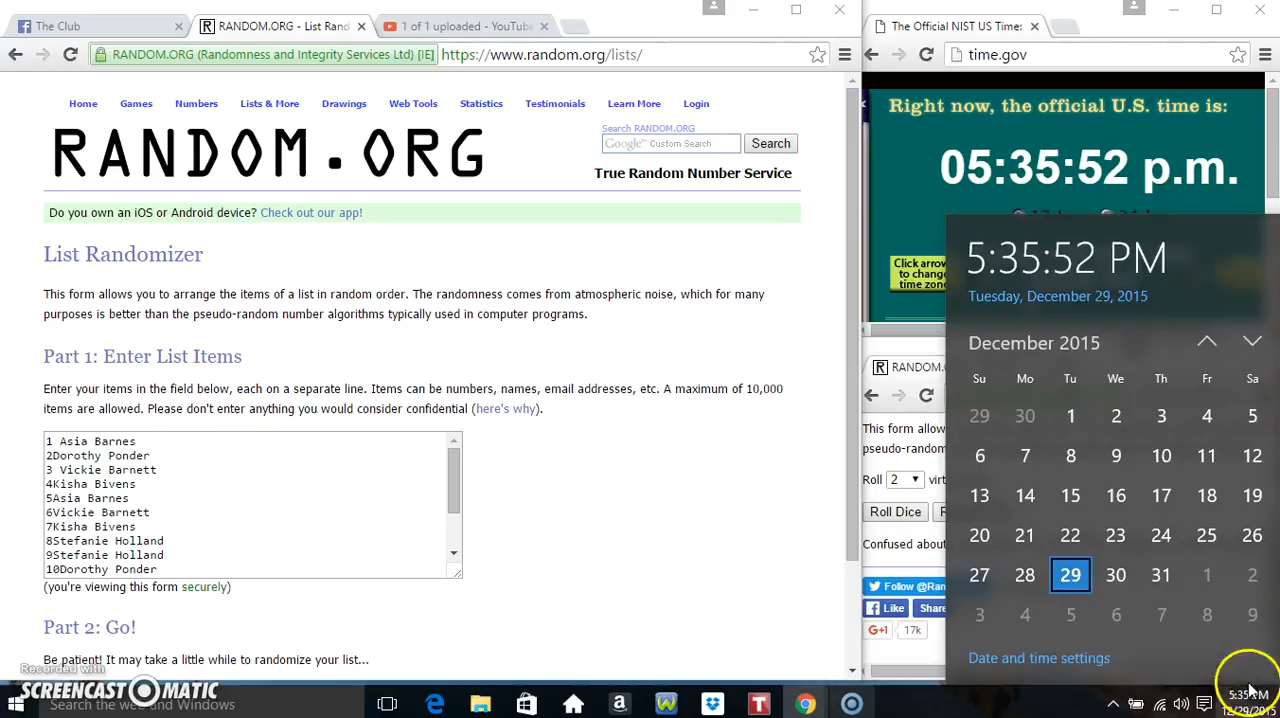 The Club
RANDOM.ORG - List Rand
1 of 1 uploaded - YouTube
RANDOM.ORG (Randomness and Integrity Services Ltd) [IE]
https://www.random.org/lists/
Home Games Numbers Lists & More Drawings Web Tools Statistics Testimonials Learn More Login
RANDOM.ORG
Search RANDOM.ORG
Google™ Custom Search
Search
True Random Number Service
Do you own an iOS or Android device? Check out our app!
List Randomizer
This form allows you to arrange the items of a list in random order. The randomness comes from atmospheric noise, which for many
purposes is better than the pseudo-random number algorithms typically used in computer programs.
Part 1: Enter List Items
Enter your items in the field below, each on a separate line. Items can be numbers, names, email addresses, etc. A maximum of 10,000
items are allowed. Please don't enter anything you would consider confidential (here's why).
1 Asia Barnes
2Dorothy Ponder
3 Vickie Barnett
4Kisha Bivens
5Asia Barnes
6Vickie Barnett
7Kisha Bivens
8Stefanie Holland
9Stefanie Holland
10Dorothy Ponder
(you're viewing this form securely)
Part 2: Go!
Be patient! It may take a little while to randomize your list...
Recorded with
SCREENCAST-O-MATIC
Search the web and Windows
The Official NIST US Time:
time.gov
Right now, the official U.S. time is:
05:35:52 p.m.
Click arrow
to change
time zone
RANDOM.
This form allow
pseudo-random
Roll 2 virt
Roll Dice
Confused about
Follow @Ran
Like
Share
G+1
17k
5:35:52 PM
Tuesday, December 29, 2015
December 2015
Su Mo Tu We Th Fr Sa
29 30 1 2 3 4 5
6 7 8 9 10 11 12
13 14 15 16 17 18 19
20 21 22 23 24 25 26
27 28 29 30 31 1 2
3 4 5 6 7 8 9
Date and time settings
5:35 PM
12/29/2015